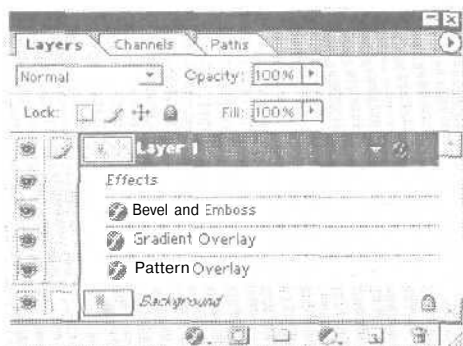 Layers Channels Paths
Normal Opacity: 100%
Lock: Fill: 100%
Layer 1
Effects
Bevel and Emboss
Gradient Overlay
Pattern Overlay
Background